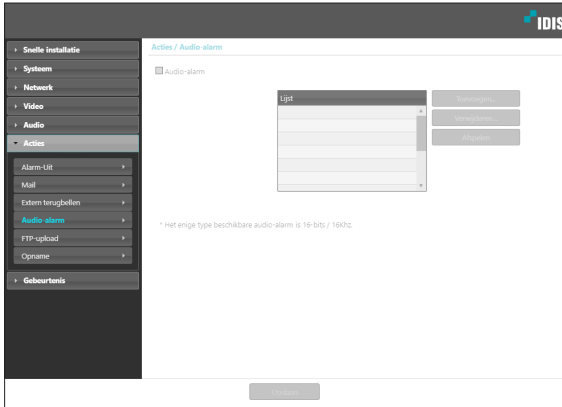 IDIS
Snelle installatie
Systeem
Netwerk
Video
Audio
Acties
Alarm-Uit
Mail
Extern terugbellen
Audio-alarm
FTP-upload
Opname
Gebeurtenis
Acties / Audio-alarm
Audio-alarm
Lijst
Toevoegen...
Verwijderen...
Afspelen
* Het enige type beschikbare audio-alarm is 16-bits / 16Khz.